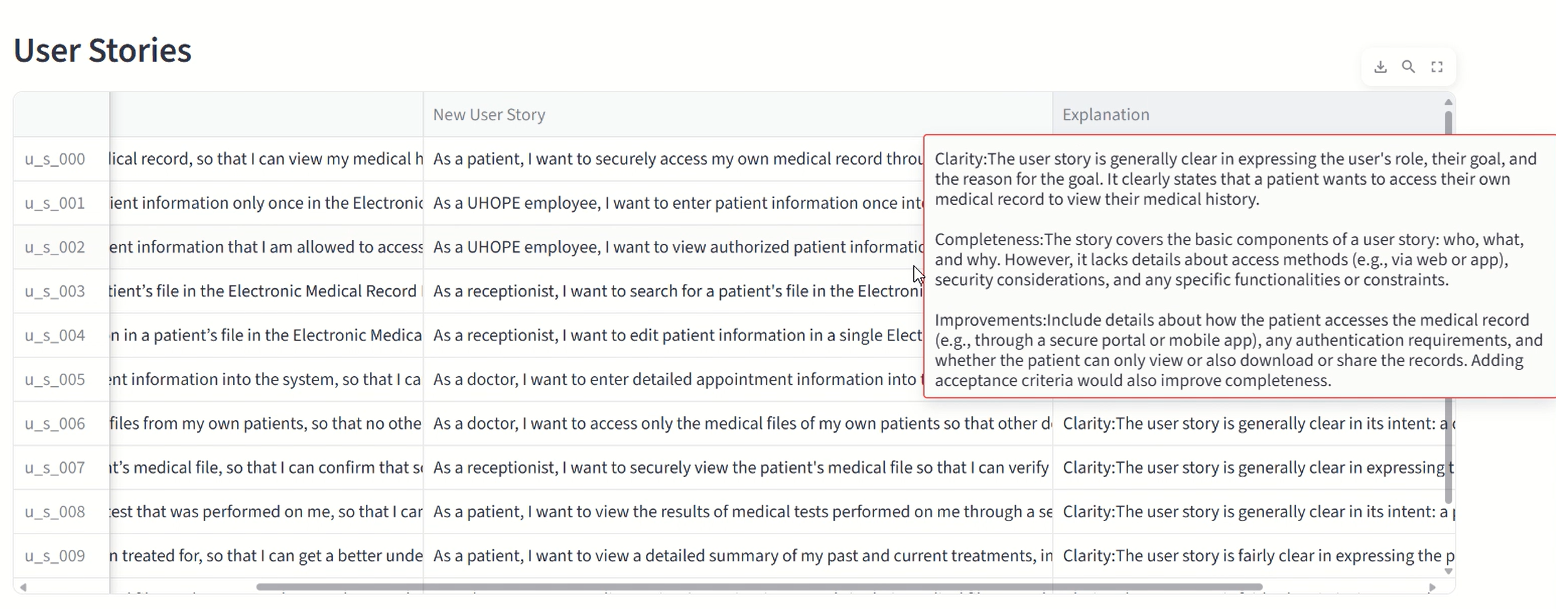 User Stories
New User Story
Explanation
u_s_000
ical record, so that I can view my medical h
As a patient, I want to securely access my own medical record
u_s_001
ient information only once in the Electronic
As a UHOPE employee, I want to enter patient information once
u_s_002
ent information that I am allowed to access
As a UHOPE employee, I want to view authorized patient
u_s_003
tient’s file in the Electronic Medical Record
As a receptionist, I want to search for a patient's file in the
u_s_004
n in a patient’s file in the Electronic Medica
As a receptionist, I want to edit patient information in a single
u_s_005
ent information into the system, so that I ca
As a doctor, I want to enter detailed appointment information into
Clarity:The user story is generally clear in expressing the user's role, their goal, and
the reason for the goal. It clearly states that a patient wants to access their own
medical record to view their medical history.
Completeness:The story covers the basic components of a user story: who, what,
and why. However, it lacks details about access methods (e.g., via web or app),
security considerations, and any specific functionalities or constraints.
Improvements:Include details about how the patient accesses the medical record
(e.g., through a secure portal or mobile app), any authentication requirements, and
whether the patient can only view or also download or share the records. Adding
acceptance criteria would also improve completeness.
u_s_006
files from my own patients, so that no othe
As a doctor, I want to access only the medical files of my own patients so that other
Clarity:The user story is generally clear in its intent: a
u_s_007
t’s medical file, so that I can confirm that s
As a receptionist, I want to securely view the patient's medical file so that I can verify
Clarity:The user story is generally clear in expressing
u_s_008
test that was performed on me, so that I can
As a patient, I want to view the results of medical tests performed on me through a se
Clarity:The user story is generally clear in its intent: a
u_s_009
n treated for, so that I can get a better unde
As a patient, I want to view a detailed summary of my past and current treatments, in
Clarity:The user story is fairly clear in expressing the